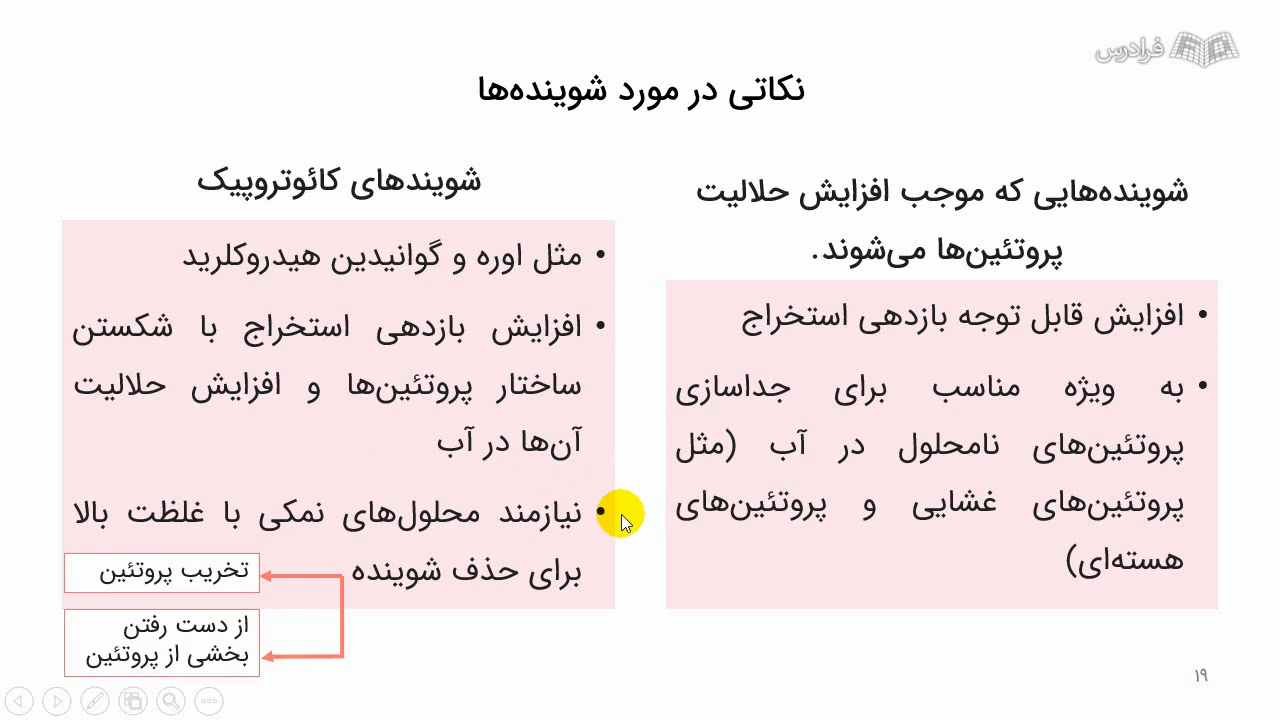 فرادرس
نکاتی در مورد شوینده‌ها
شوینده‌هایی که موجب افزایش حلالیت
پروتئین‌ها می‌شوند.
• افزایش قابل توجه بازدهی استخراج
• به ویژه مناسب برای جداسازی
پروتئین‌های نامحلول در آب (مثل
پروتئین‌های غشایی و پروتئین‌های
هسته‌ای)
شویندهای کائوتروپیک
• مثل اوره و گوانیدین هیدروکلرید
• افزایش بازدهی استخراج با شکستن
ساختار پروتئین‌ها و افزایش حلالیت
آن‌ها در آب
• نیازمند محلول‌های نمکی با غلظت بالا
برای حذف شوینده
تخریب پروتئین
از دست رفتن
بخشی از پروتئین
۱۹